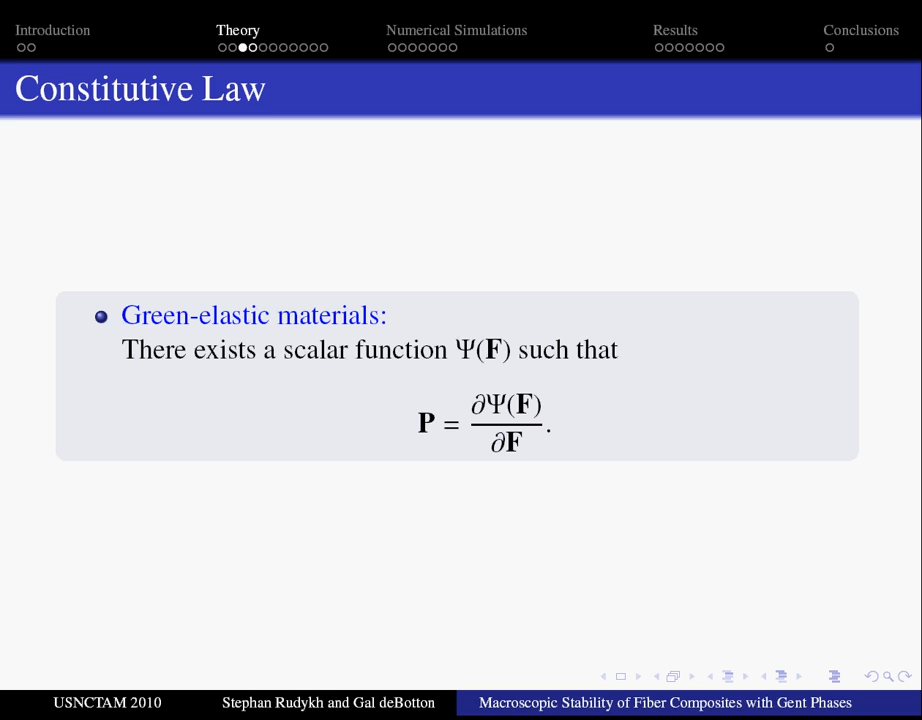 Introduction Theory Numerical Simulations Results Conclusions
Constitutive Law
Green-elastic materials:
There exists a scalar function Ψ(F) such that
P = ∂Ψ(F)/∂F.
USNCTAM 2010 Stephan Rudykh and Gal deBotton Macroscopic Stability of Fiber Composites with Gent Phases